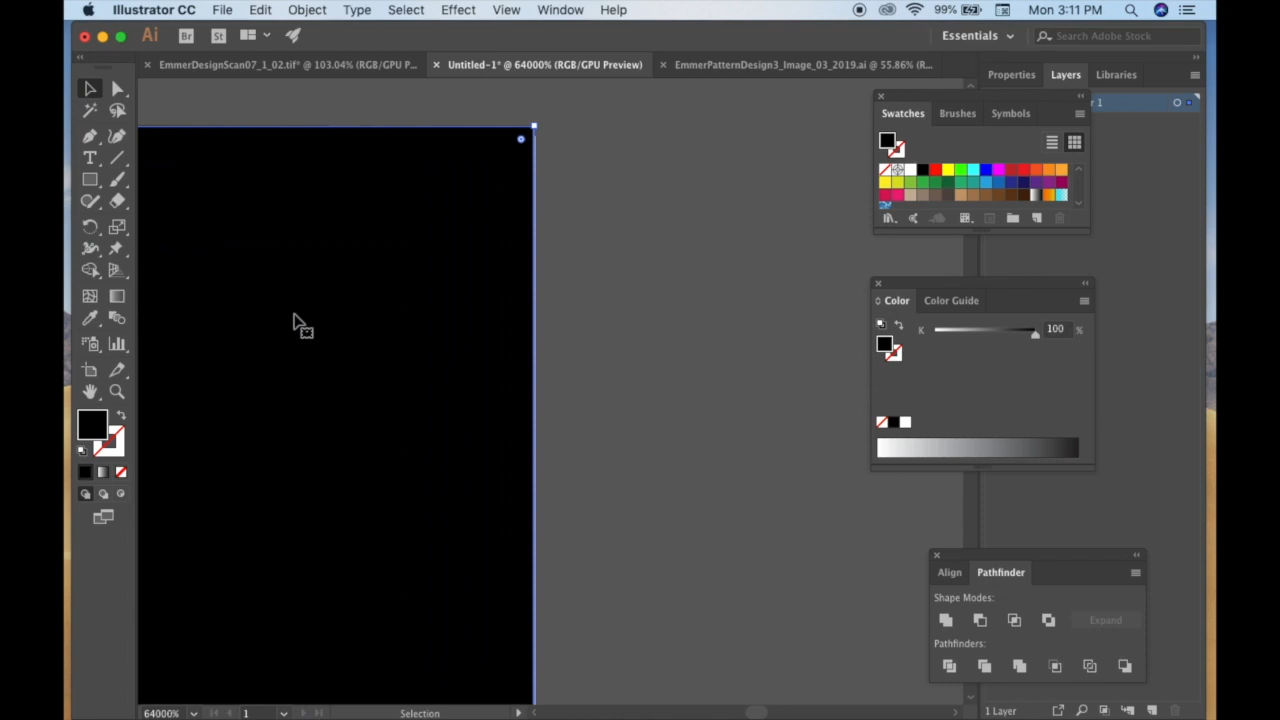 Illustrator CC File Edit Object Type Select Effect View Window Help 99% Mon 3:11 PM
Ai Br St Essentials Search Adobe Stock
EmmerDesignScan07_1_02.tif* @ 103.04% (RGB/GPU P... Untitled-1* @ 64000% (RGB/GPU Preview) EmmerPatternDesign3_Image_03_2019.ai @ 55.86% (R...
Properties Layers Libraries
r 1
Swatches Brushes Symbols
Color Color Guide
K 100 %
Align Pathfinder
Shape Modes:
Expand
Pathfinders:
64000% 1 Selection 1 Layer